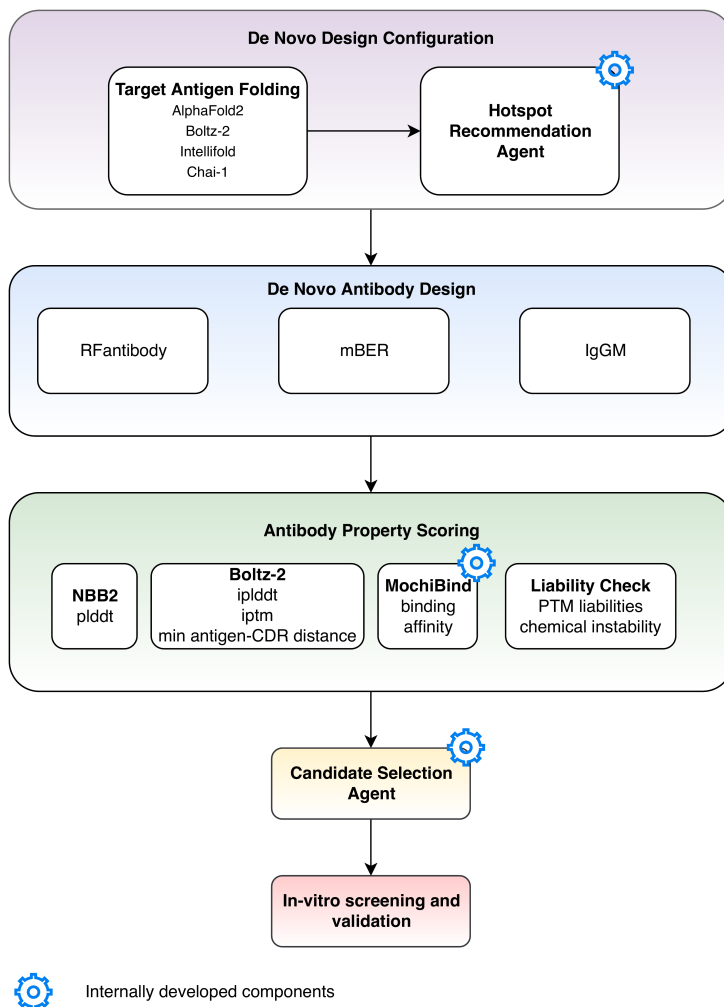 De Novo Design Configuration
Target Antigen Folding
AlphaFold2
Boltz-2
Intellifold
Chai-1
Hotspot
Recommendation
Agent
De Novo Antibody Design
RFantibody
mBER
IgGM
Antibody Property Scoring
NBB2
plddt
Boltz-2
iplddt
iptm
min antigen-CDR distance
MochiBind
binding
affinity
Liability Check
PTM liabilities
chemical instability
Candidate Selection
Agent
In-vitro screening and
validation
Internally developed components